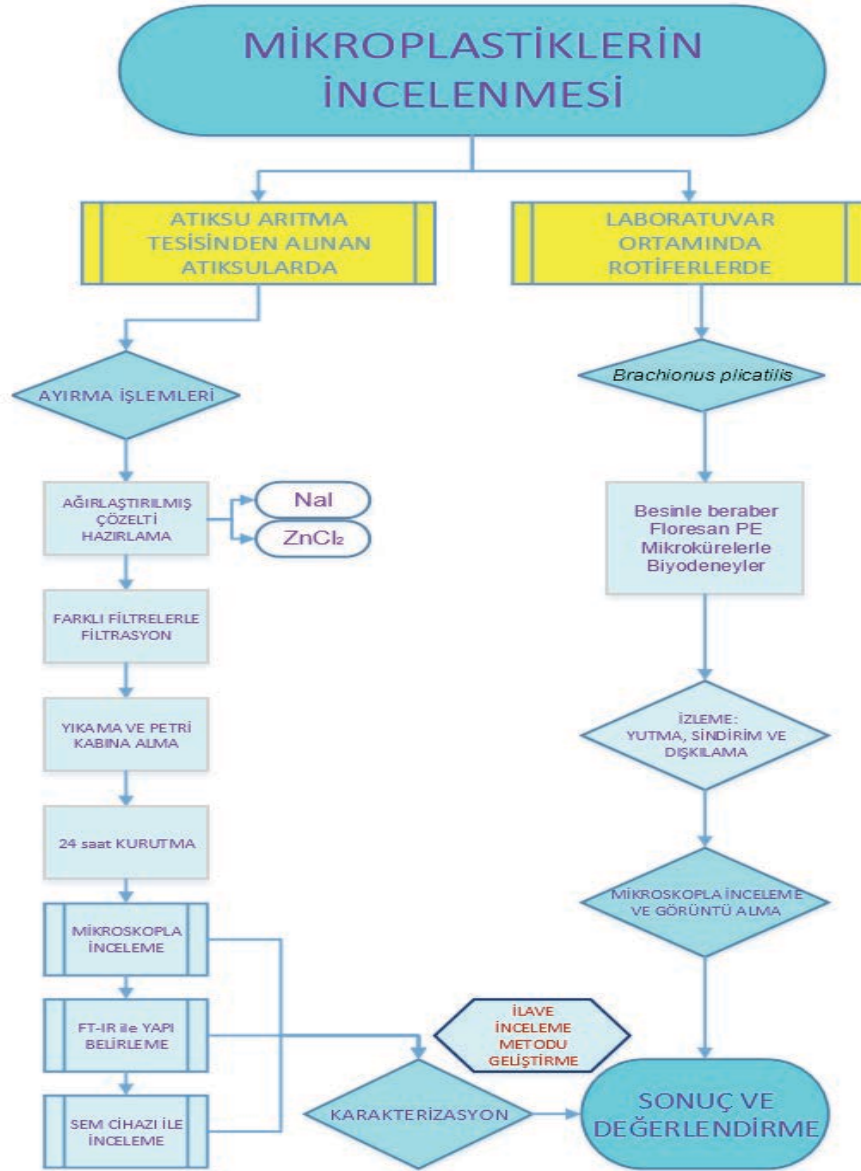 MİKROPLASTİKLERİN
İNCELENMESİ
ATIKSU ARITMA
TESİSİNDEN ALINAN
ATIKSULARDA
LABORATUVAR
ORTAMINDA
ROTİFERLERDE
AYIRMA İŞLEMLERİ
AĞIRLAŞTIRILMIŞ
ÇÖZELTİ
HAZIRLAMA
NaI
ZnCl₂
FARKLI FİLTRELERLE
FİLTRASYON
YIKAMA VE PETRİ
KABINA ALMA
24 saat KURUTMA
MİKROSKOPLA
İNCELEME
FT-IR ile YAPI
BELİRLEME
SEM CİHAZI İLE
İNCELEME
KARAKTERİZASYON
Brachionus plicatilis
Besinle beraber
Floresan PE
Mikrokürelerle
Biyodeneyler
İZLEME:
YUTMA, SİNDİRİM VE
DIŞKILAMA
MİKROSKOPLA İNCELEME
VE GÖRÜNTÜ ALMA
İLAVE
İNCELEME
METODU
GELİŞTİRME
SONUÇ VE
DEĞERLENDİRME